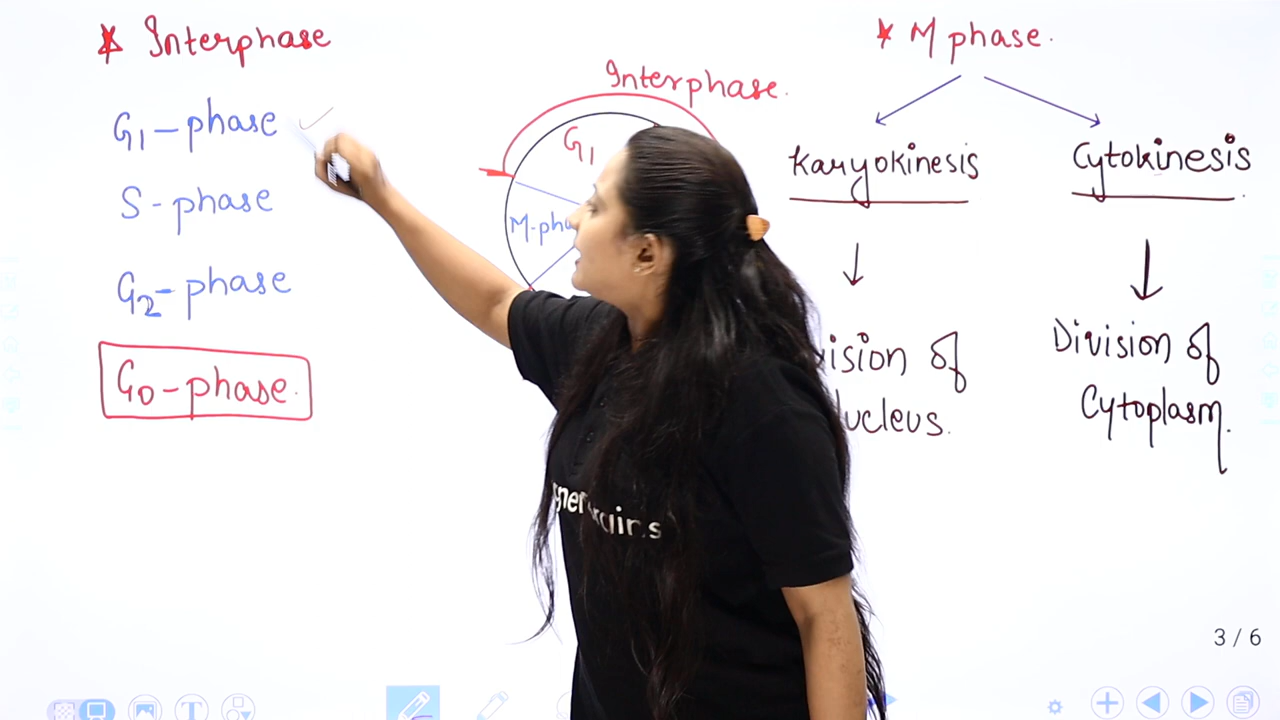 * Interphase
G1-phase ✓
S-phase
G2-phase
G0-phase.
Interphase.
G1
M-pha
* M phase.
Karyokinesis
Cytokinesis
vision of
ucleus.
Division of
Cytoplasm.
3 / 6